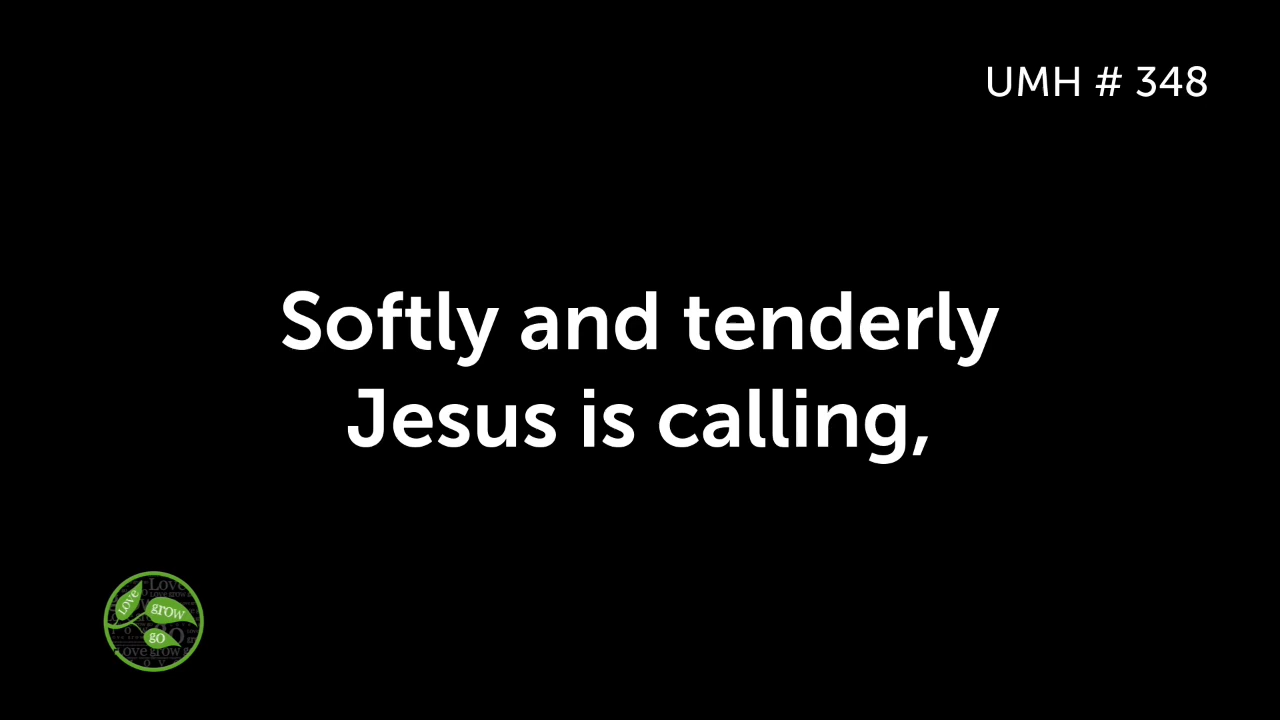 UMH # 348
Softly and tenderly
Jesus is calling,
Love
grow
go